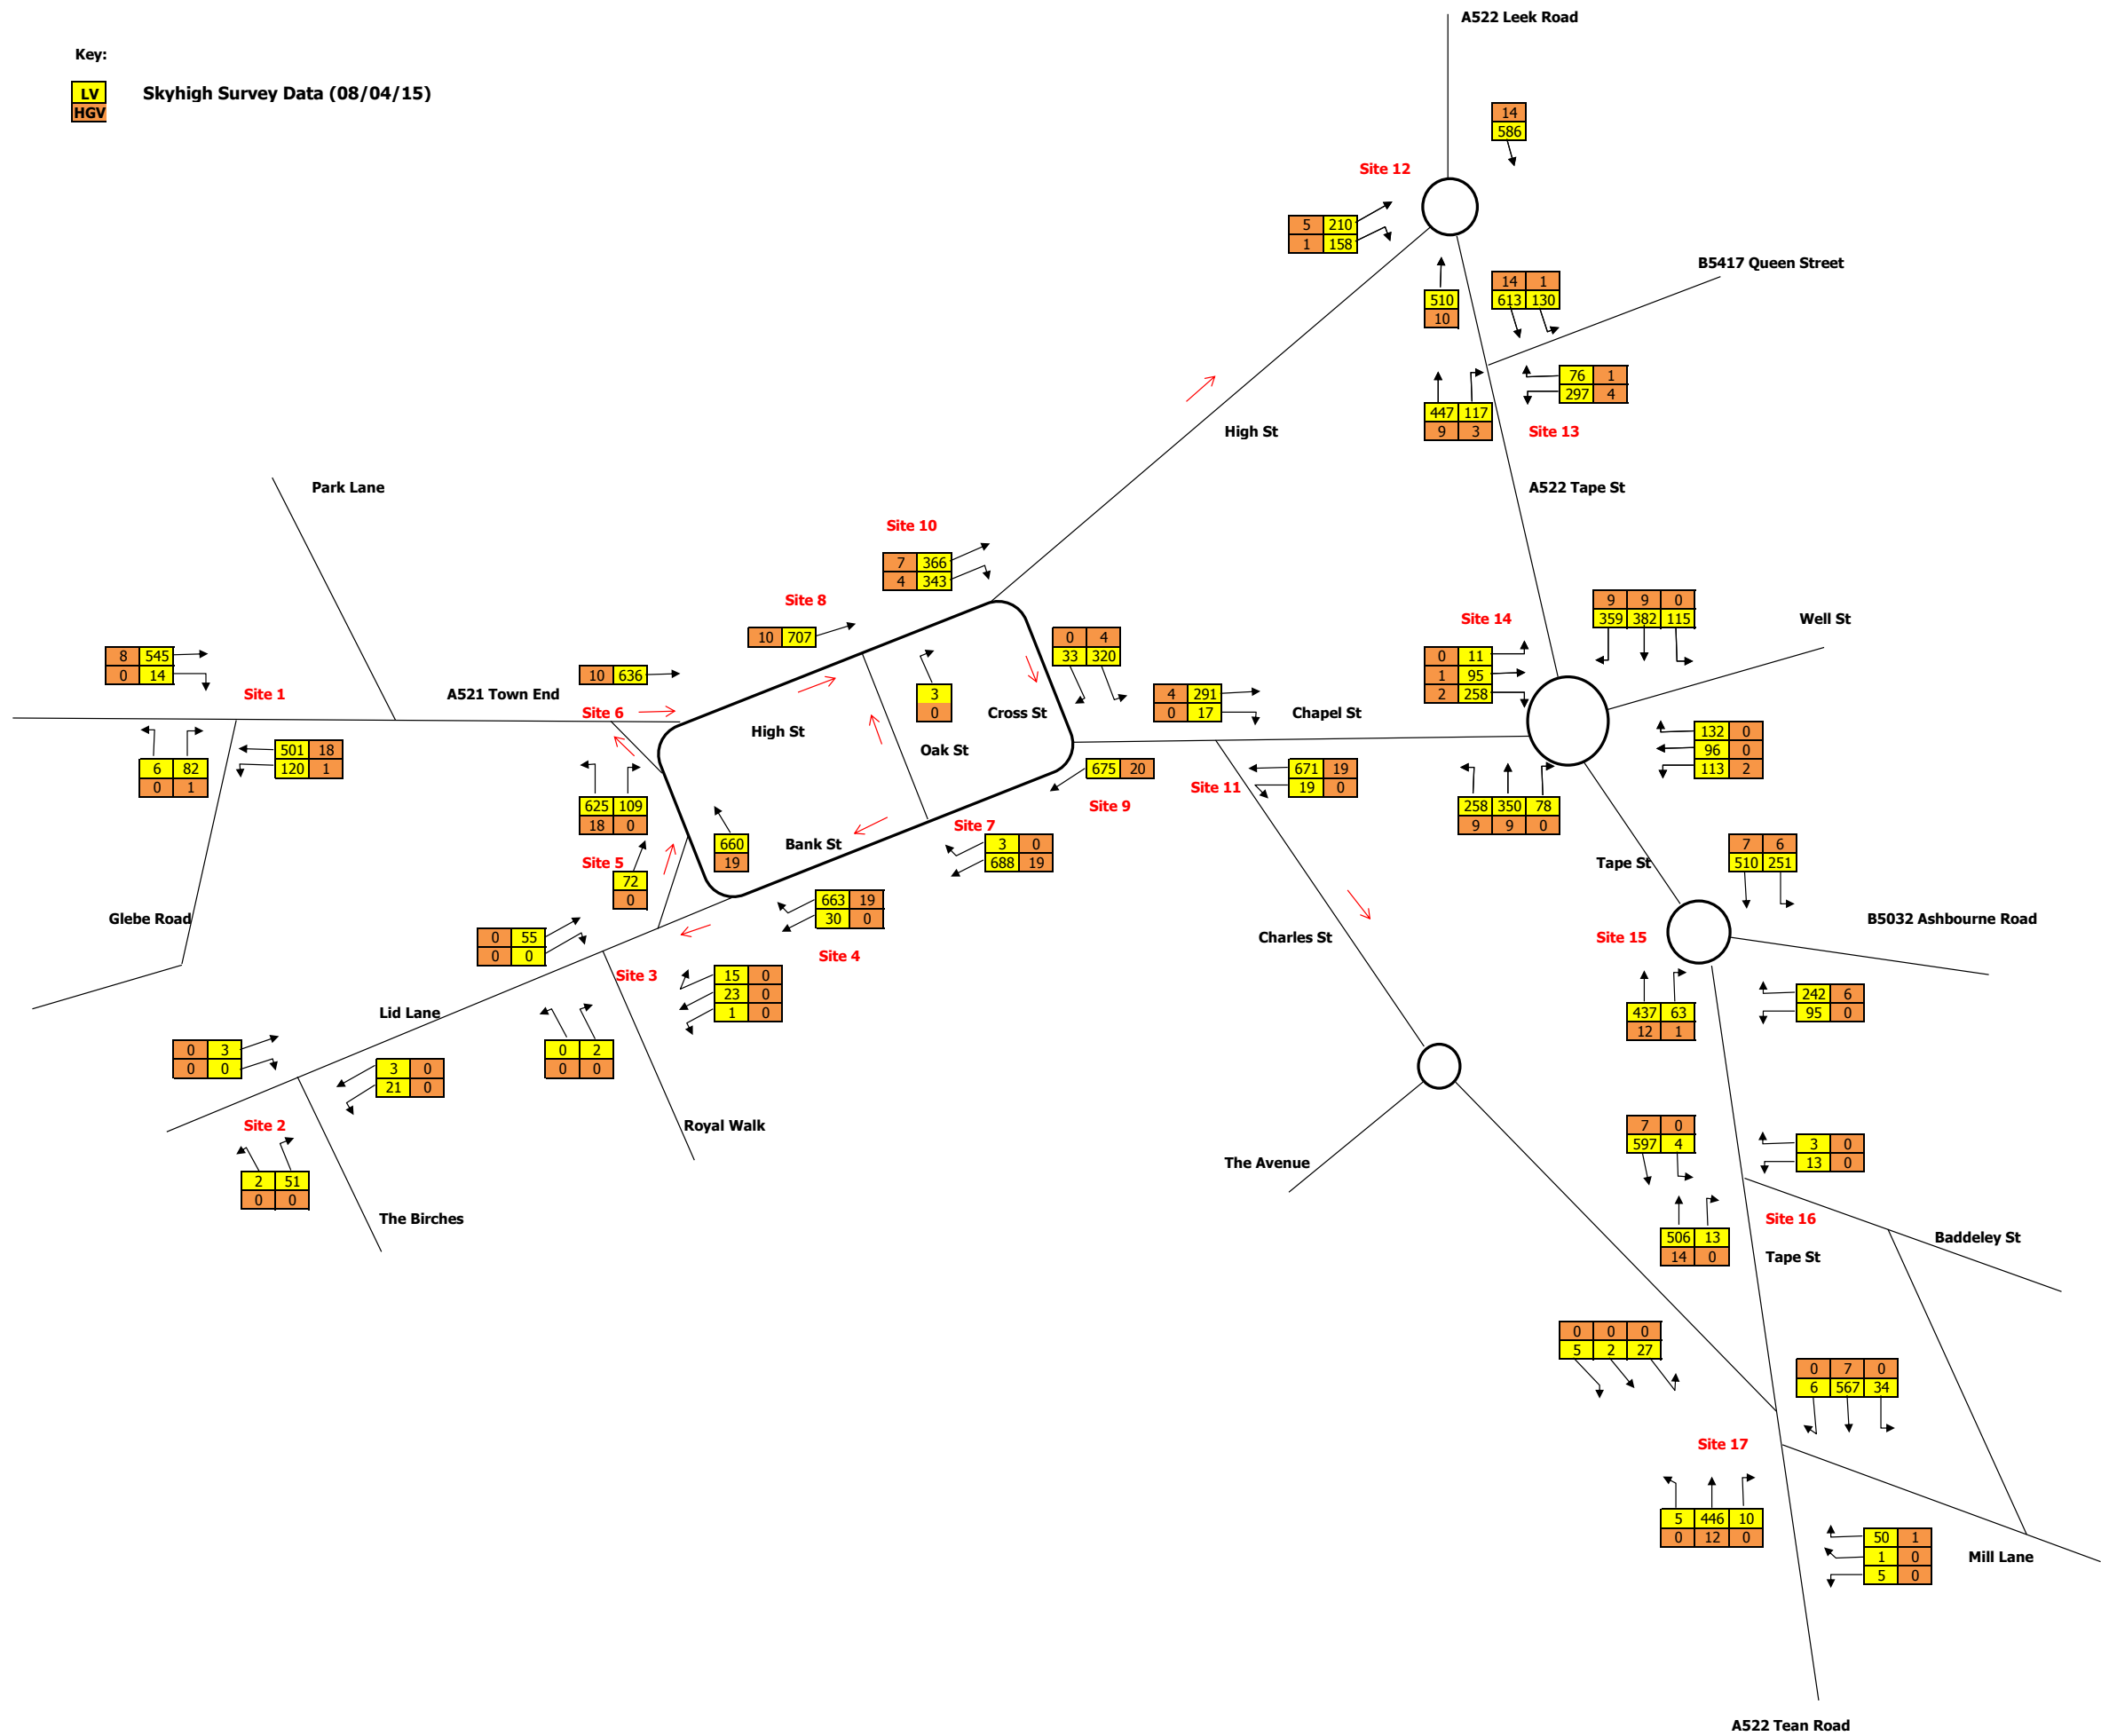 A522 Leek Road
Key:
LV
HGV
Skyhigh Survey Data (08/04/15)
14
586
Site 12
5 210
1 158
B5417 Queen Street
510
10
14 1
613 130
76 1
297 4
447 117
9 3
Site 13
High St
Park Lane
A522 Tape St
Site 10
7 366
4 343
Site 8
10 707
9 9 0
359 382 115
Site 14
Well St
0 4
33 320
8 545
0 14
0 11
1 95
2 258
10 636
Site 1
A521 Town End
3
0
4 291
0 17
Site 6
Cross St
Chapel St
High St
Oak St
501 18
120 1
6 82
0 1
132 0
96 0
113 2
675 20
671 19
19 0
Site 11
Site 9
625 109
18 0
258 350 78
9 9 0
Site 7
660
19
Bank St
3 0
688 19
Site 5
72
0
Tape St
7 6
510 251
663 19
30 0
Glebe Road
B5032 Ashbourne Road
0 55
0 0
Charles St
Site 15
Site 4
Site 3
15 0
23 0
1 0
242 6
95 0
437 63
12 1
Lid Lane
0 3
0 0
0 2
0 0
3 0
21 0
Site 2
Royal Walk
7 0
597 4
3 0
13 0
The Avenue
2 51
0 0
The Birches
Site 16
506 13
14 0
Baddeley St
Tape St
0 0 0
5 2 27
0 7 0
6 567 34
Site 17
5 446 10
0 12 0
50 1
1 0
5 0
Mill Lane
A522 Tean Road